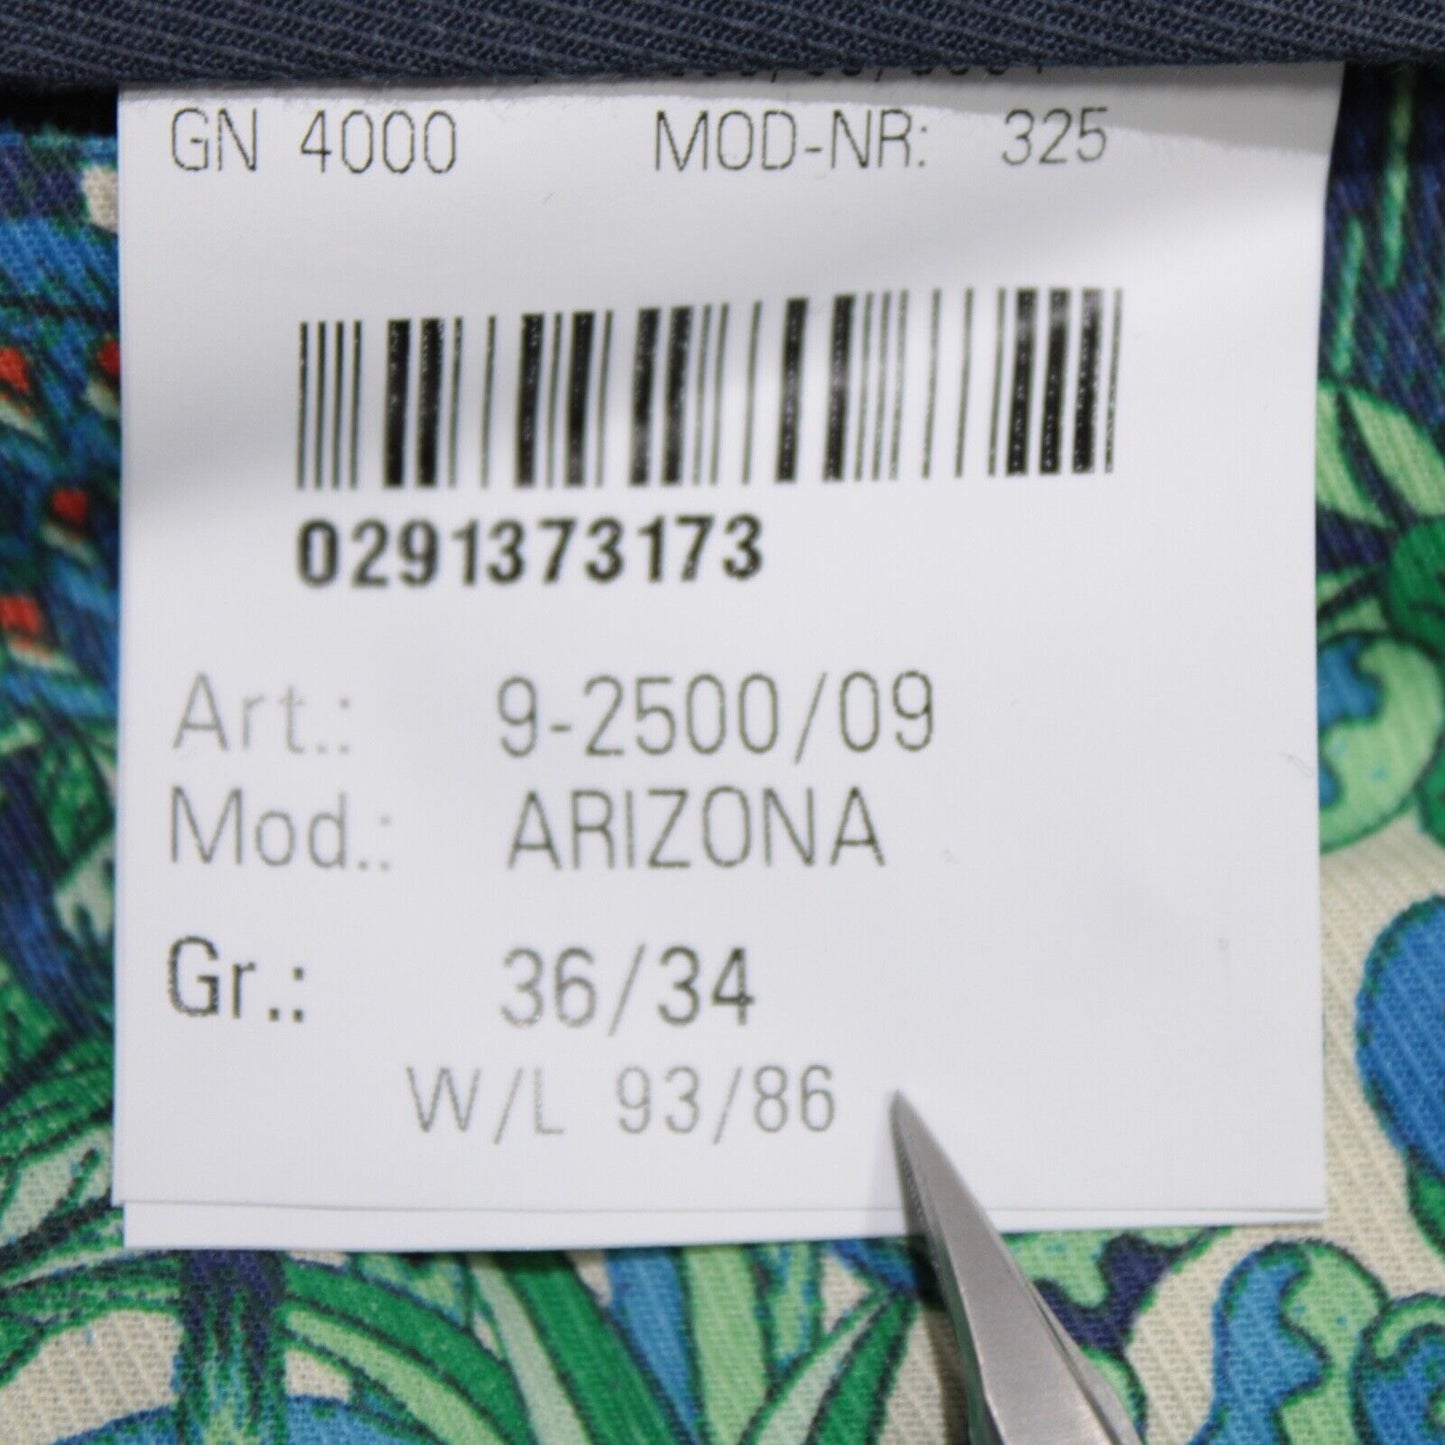 GN 4000 MOD-NR: 325
0291373173
Art.: 9-2500/09
Mod.: ARIZONA
Gr.: 36/34
W/L 93/86